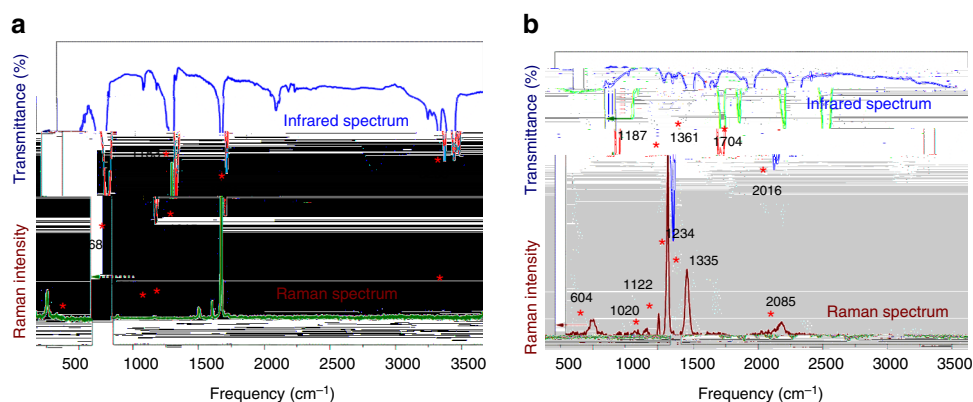 a
Transmittance (%)
Infrared spectrum
Raman intensity
68
Raman spectrum
500 1000 1500 2000 2500 3000 3500
Frequency (cm−1)
b
Transmittance (%)
Infrared spectrum
1187 1361 1704
2016
Raman intensity
1234
1335
1122
604 1020 2085
Raman spectrum
500 1000 1500 2000 2500 3000 3500
Frequency (cm−1)